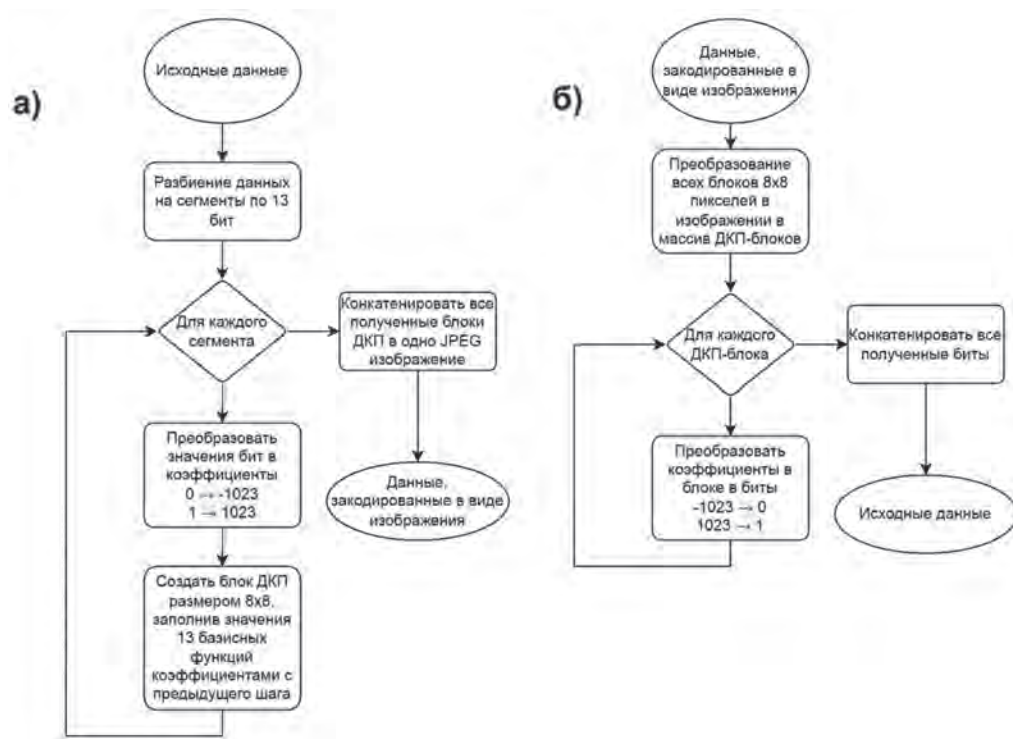 а)
Исходные данные
Разбиение данных
на сегменты по 13
бит
Для каждого
сегмента
Конкатенировать все
полученные блоки
ДКП в одно JPEG
изображение
Преобразовать
значения бит в
коэффициенты
0 → -1023
1 → 1023
Данные,
закодированные в виде
изображения
Создать блок ДКП
размером 8x8,
заполнив значения
13 базисных
функций
коэффициентами с
предыдущего шага
б)
Данные,
закодированные в
виде изображения
Преобразование
всех блоков 8x8
пикселей в
изображении в
массив ДКП-блоков
Для каждого
ДКП-блока
Конкатенировать все
полученные биты
Преобразовать
коэффициенты в
блоке в биты
-1023 → 0
1023 → 1
Исходные данные